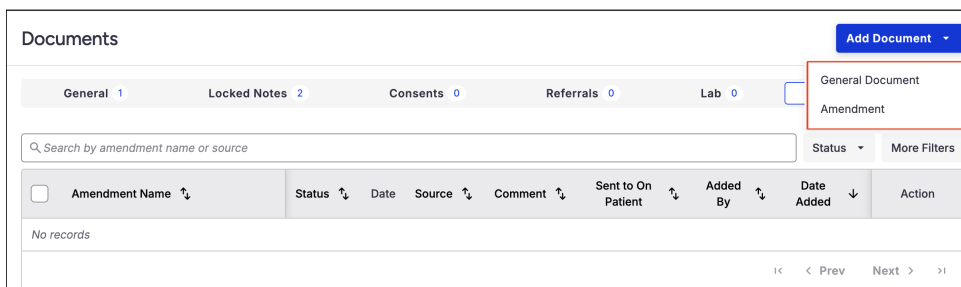 Documents
Add Document
General Document
Amendment
General 1
Locked Notes 2
Consents 0
Referrals 0
Lab 0
Search by amendment name or source
Status
More Filters
Amendment Name
Status
Date
Source
Comment
Sent to On
Patient
Added
By
Date
Added
Action
No records
Prev
Next